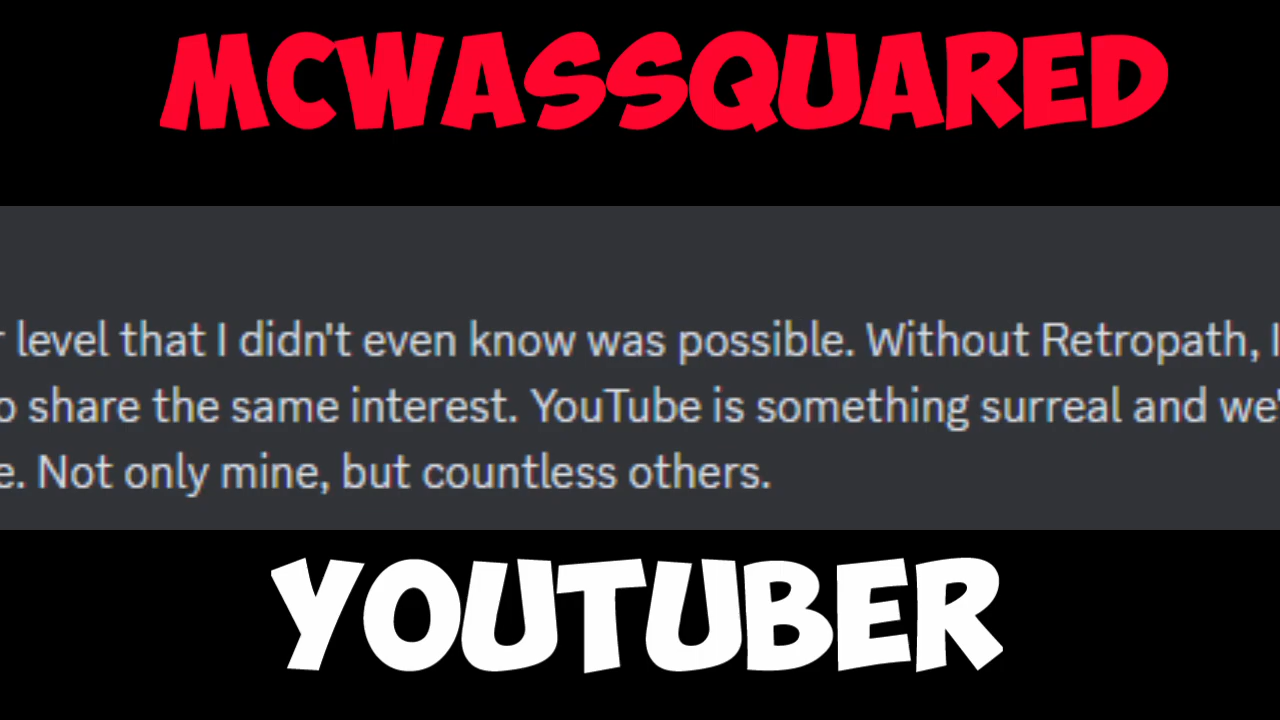 MCWASSQUARED
level that I didn't even know was possible. Without Retropath, I
share the same interest. YouTube is something surreal and we'
Not only mine, but countless others.
YOUTUBER